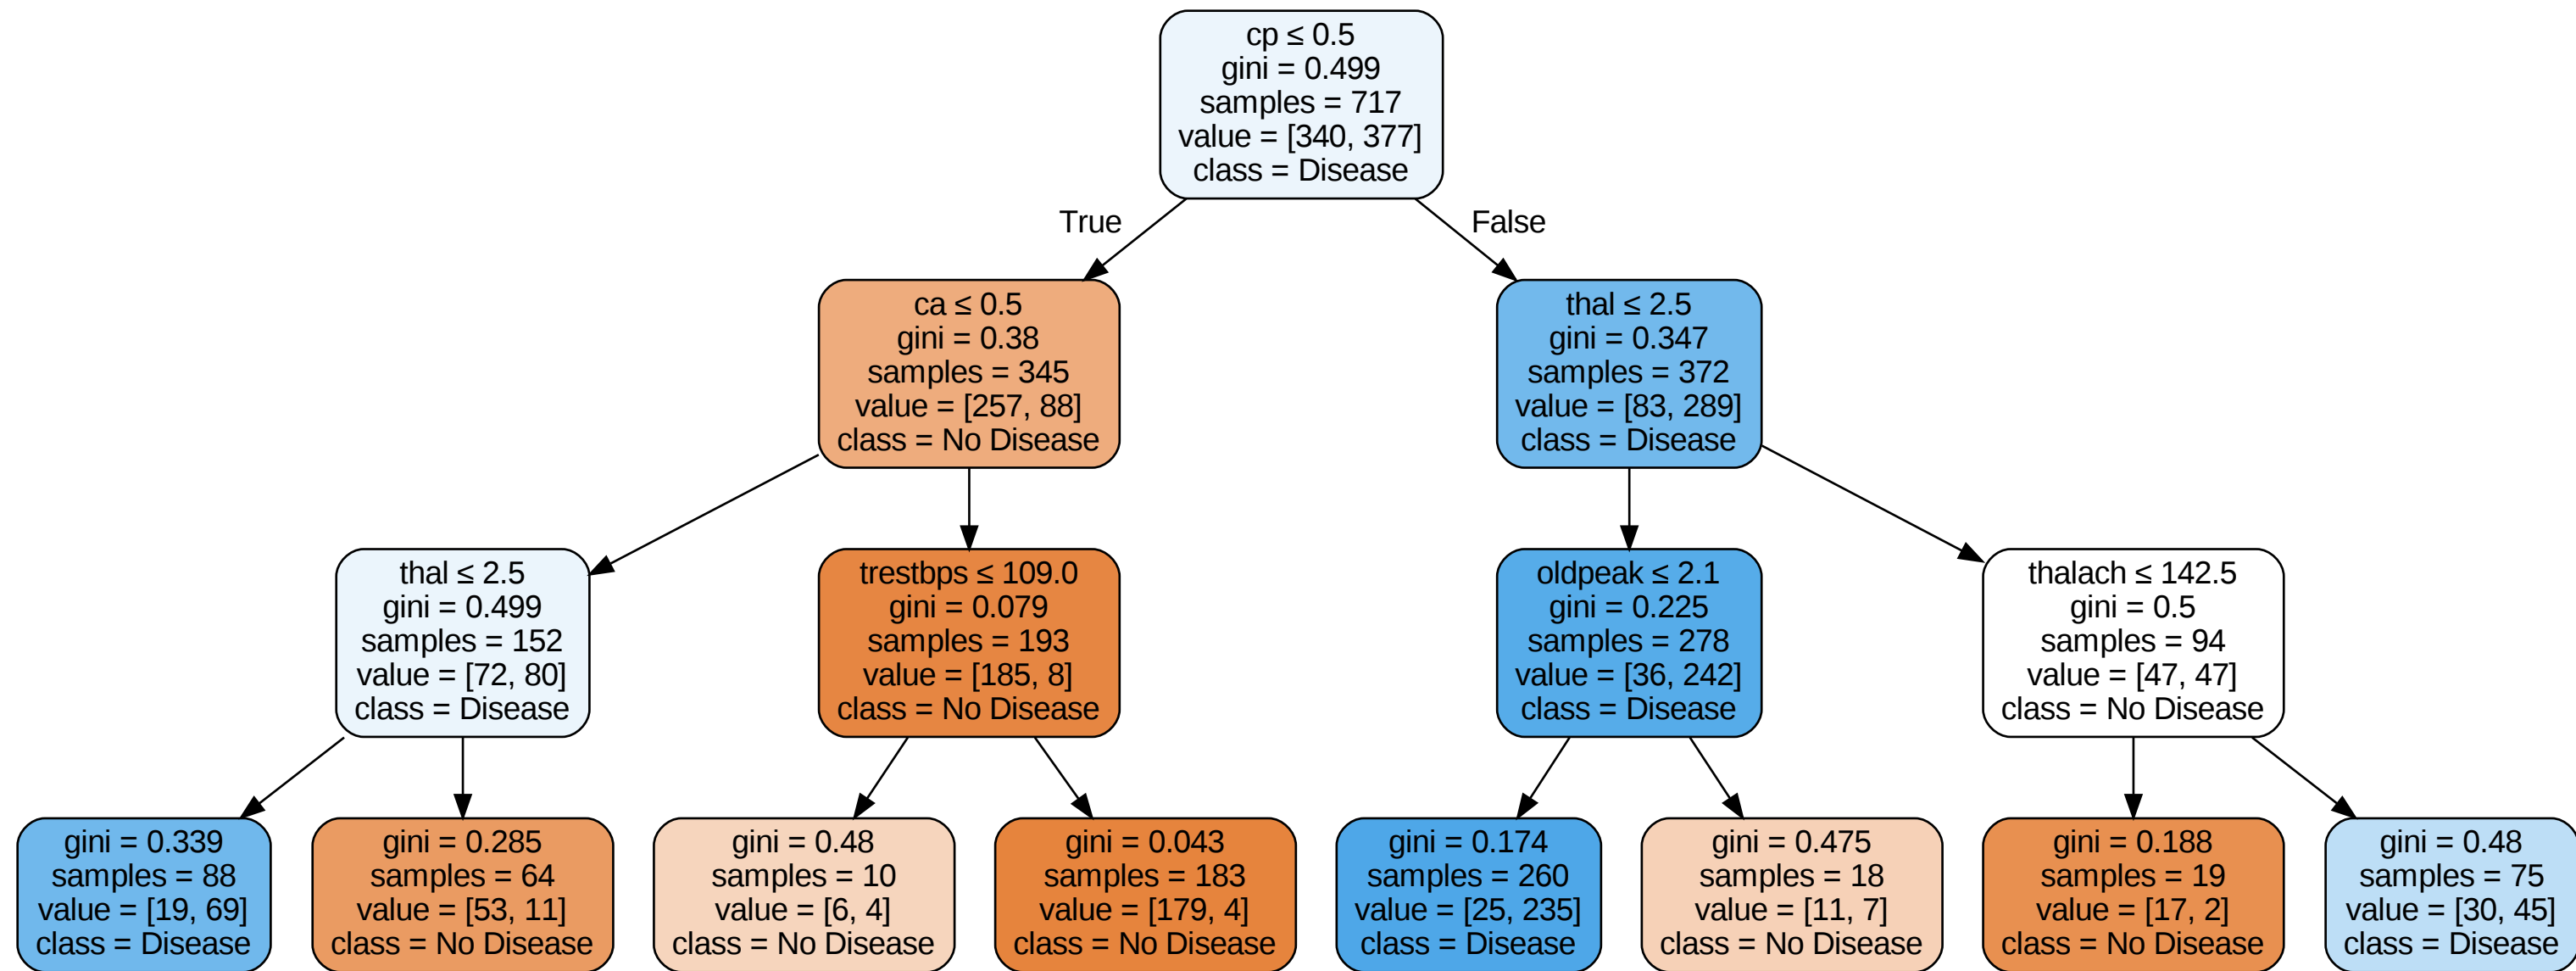 cp ≤ 0.5
gini = 0.499
samples = 717
value = [340, 377]
class = Disease
True
False
ca ≤ 0.5
gini = 0.38
samples = 345
value = [257, 88]
class = No Disease
thal ≤ 2.5
gini = 0.347
samples = 372
value = [83, 289]
class = Disease
thal ≤ 2.5
gini = 0.499
samples = 152
value = [72, 80]
class = Disease
trestbps ≤ 109.0
gini = 0.079
samples = 193
value = [185, 8]
class = No Disease
oldpeak ≤ 2.1
gini = 0.225
samples = 278
value = [36, 242]
class = Disease
thalach ≤ 142.5
gini = 0.5
samples = 94
value = [47, 47]
class = No Disease
gini = 0.339
samples = 88
value = [19, 69]
class = Disease
gini = 0.285
samples = 64
value = [53, 11]
class = No Disease
gini = 0.48
samples = 10
value = [6, 4]
class = No Disease
gini = 0.043
samples = 183
value = [179, 4]
class = No Disease
gini = 0.174
samples = 260
value = [25, 235]
class = Disease
gini = 0.475
samples = 18
value = [11, 7]
class = No Disease
gini = 0.188
samples = 19
value = [17, 2]
class = No Disease
gini = 0.48
samples = 75
value = [30, 45]
class = Disease